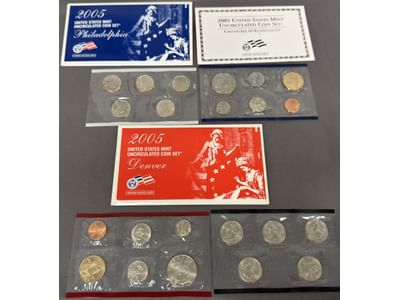 2005
UNITED STATES MINT
UNCIRCULATED COIN SET
Philadelphia
2005 UNITED STATES MINT
UNCIRCULATED COIN SET
CERTIFICATE OF AUTHENTICITY
2005
UNITED STATES MINT
UNCIRCULATED COIN SET
Denver